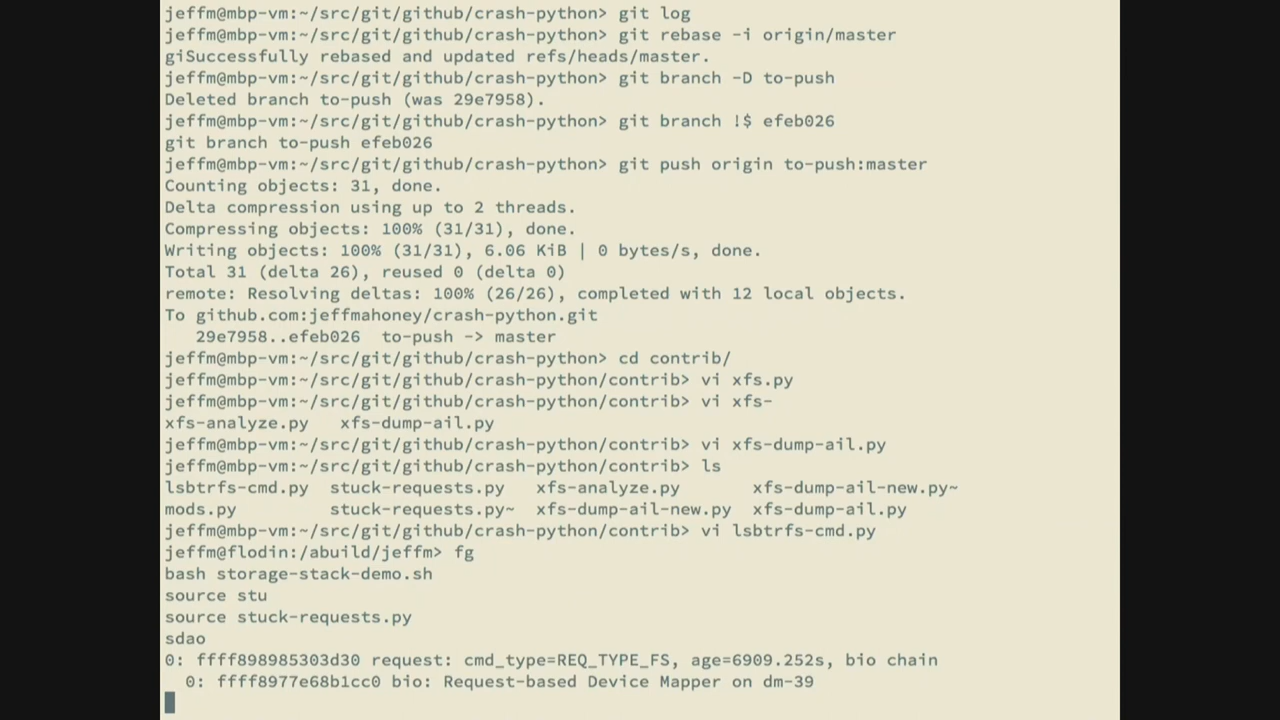 jeffm@mbp-vm:~/src/git/github/crash-python> git log
jeffm@mbp-vm:~/src/git/github/crash-python> git rebase -i origin/master
giSuccessfully rebased and updated refs/heads/master.
jeffm@mbp-vm:~/src/git/github/crash-python> git branch -D to-push
Deleted branch to-push (was 29e7958).
jeffm@mbp-vm:~/src/git/github/crash-python> git branch !$ efeb026
git branch to-push efeb026
jeffm@mbp-vm:~/src/git/github/crash-python> git push origin to-push:master
Counting objects: 31, done.
Delta compression using up to 2 threads.
Compressing objects: 100% (31/31), done.
Writing objects: 100% (31/31), 6.06 KiB | 0 bytes/s, done.
Total 31 (delta 26), reused 0 (delta 0)
remote: Resolving deltas: 100% (26/26), completed with 12 local objects.
To github.com:jeffmahoney/crash-python.git
   29e7958..efeb026  to-push -> master
jeffm@mbp-vm:~/src/git/github/crash-python> cd contrib/
jeffm@mbp-vm:~/src/git/github/crash-python/contrib> vi xfs.py
jeffm@mbp-vm:~/src/git/github/crash-python/contrib> vi xfs-
xfs-analyze.py   xfs-dump-ail.py
jeffm@mbp-vm:~/src/git/github/crash-python/contrib> vi xfs-dump-ail.py
jeffm@mbp-vm:~/src/git/github/crash-python/contrib> ls
lsbtrfs-cmd.py  stuck-requests.py   xfs-analyze.py       xfs-dump-ail-new.py~
mods.py         stuck-requests.py~  xfs-dump-ail-new.py  xfs-dump-ail.py
jeffm@mbp-vm:~/src/git/github/crash-python/contrib> vi lsbtrfs-cmd.py
jeffm@flodin:/abuild/jeffm> fg
bash storage-stack-demo.sh
source stu
source stuck-requests.py
sdao
0: ffff898985303d30 request: cmd_type=REQ_TYPE_FS, age=6909.252s, bio chain
  0: ffff8977e68b1cc0 bio: Request-based Device Mapper on dm-39